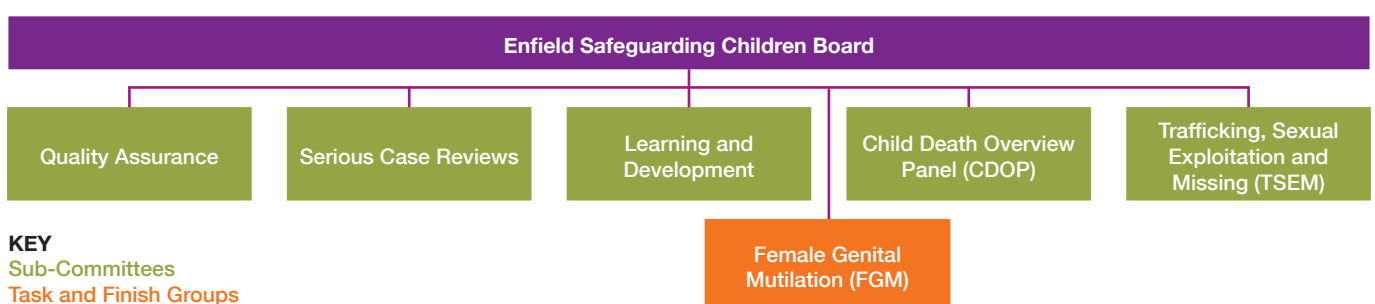 Enfield Safeguarding Children Board
Quality Assurance
Serious Case Reviews
Learning and
Development
Child Death Overview
Panel (CDOP)
Trafficking, Sexual
Exploitation and
Missing (TSEM)
Female Genital
Mutilation (FGM)
KEY
Sub-Committees
Task and Finish Groups